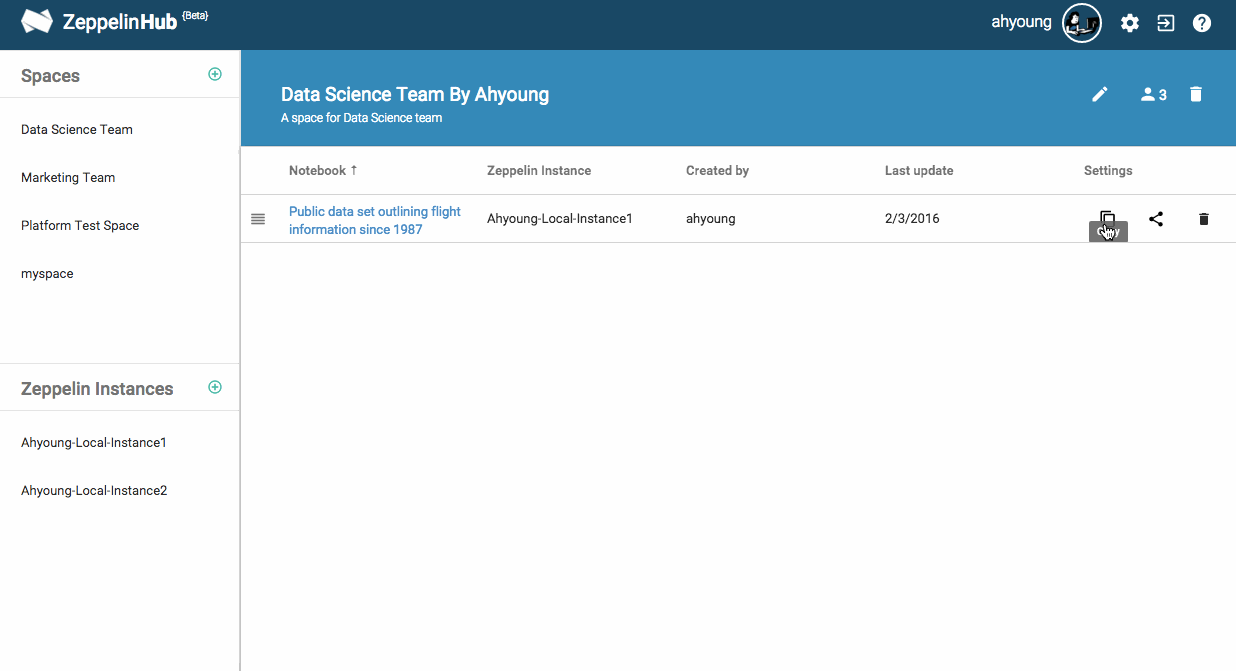 ZeppelinHub {Beta}
ahyoung
Spaces
Data Science Team
Marketing Team
Platform Test Space
myspace
Zeppelin Instances
Ahyoung-Local-Instance1
Ahyoung-Local-Instance2
Data Science Team By Ahyoung
A space for Data Science team
3
Notebook ↑ Zeppelin Instance Created by Last update Settings
Public data set outlining flight
information since 1987
Ahyoung-Local-Instance1 ahyoung 2/3/2016